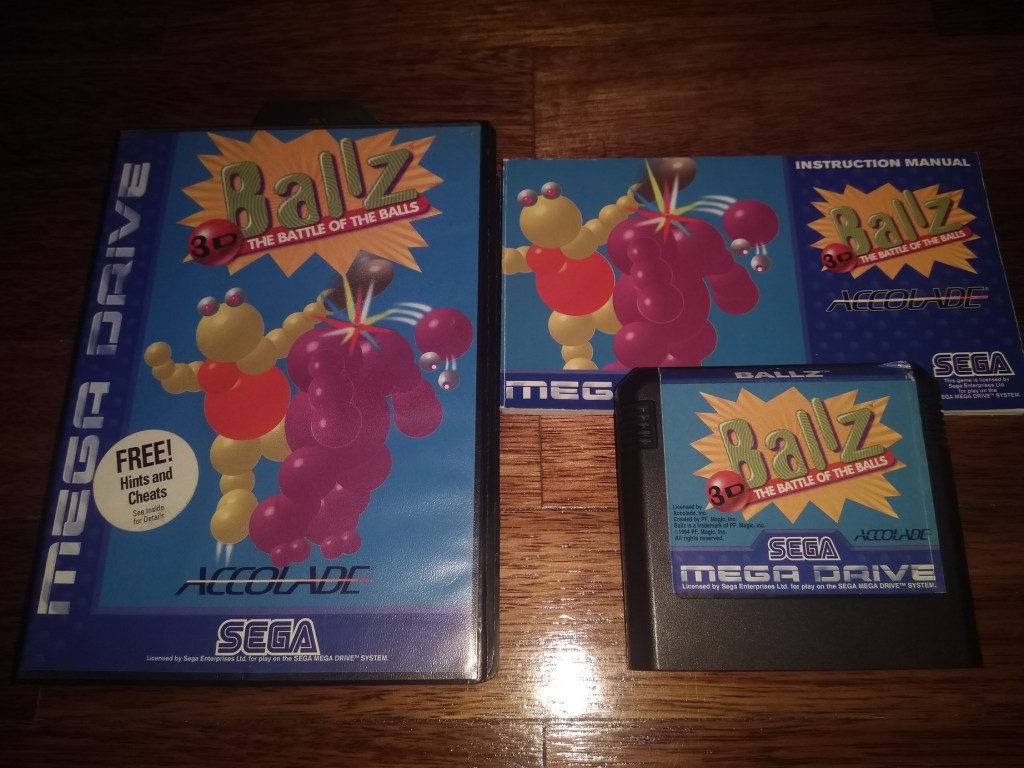 MEGA DRIVE
Ballz
3D
THE BATTLE OF THE BALLS
FREE!
Hints and
Cheats
See Inside
for Details
ACCOLADE
SEGA
Licensed by Sega Enterprises Ltd. for play on the SEGA MEGA DRIVE™ SYSTEM.
INSTRUCTION MANUAL
Ballz
3D
THE BATTLE OF THE BALLS
ACCOLADE®
SEGA
This game is licensed by
Sega Enterprises Ltd
for play on the
SEGA MEGA DRIVE™ SYSTEM.
MEG
BALLZ™
Ballz
3D
THE BATTLE OF THE BALLS
Licensed by
Accolade, Inc.
Created by PF. Magic, Inc.
Ballz is a trademark of PF. Magic, Inc.
©1994 PF. Magic, Inc.
All rights reserved.
ACCOLADE
SEGA
MEGA DRIVE
Licensed by Sega Enterprises Ltd. for play on the SEGA MEGA DRIVE™ SYSTEM.